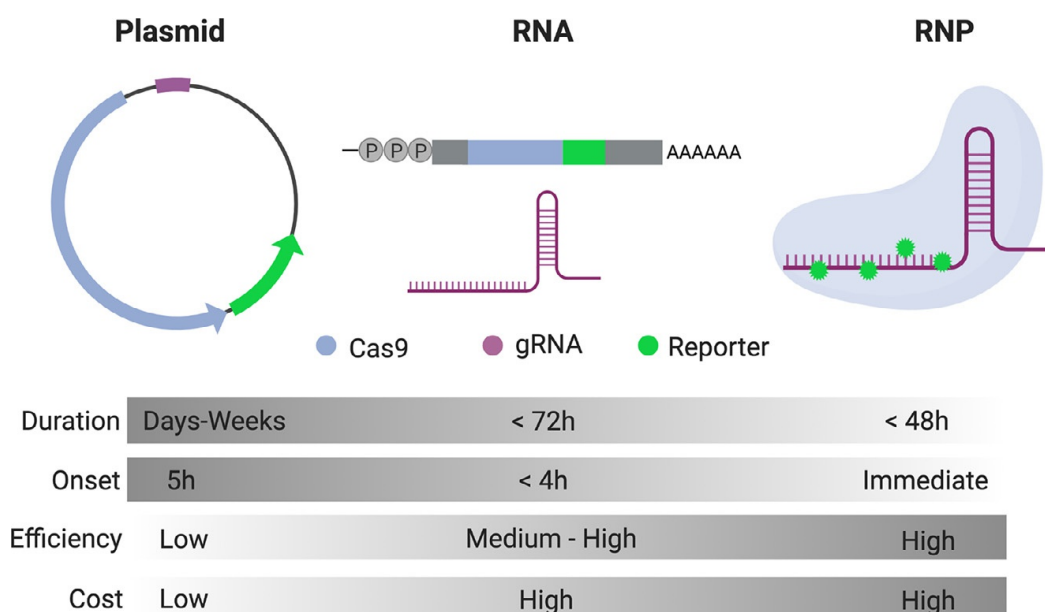 Plasmid RNA RNP
P P P AAAAAA
Cas9 gRNA Reporter
Duration Days-Weeks < 72h < 48h
Onset 5h < 4h Immediate
Efficiency Low Medium - High High
Cost Low High High